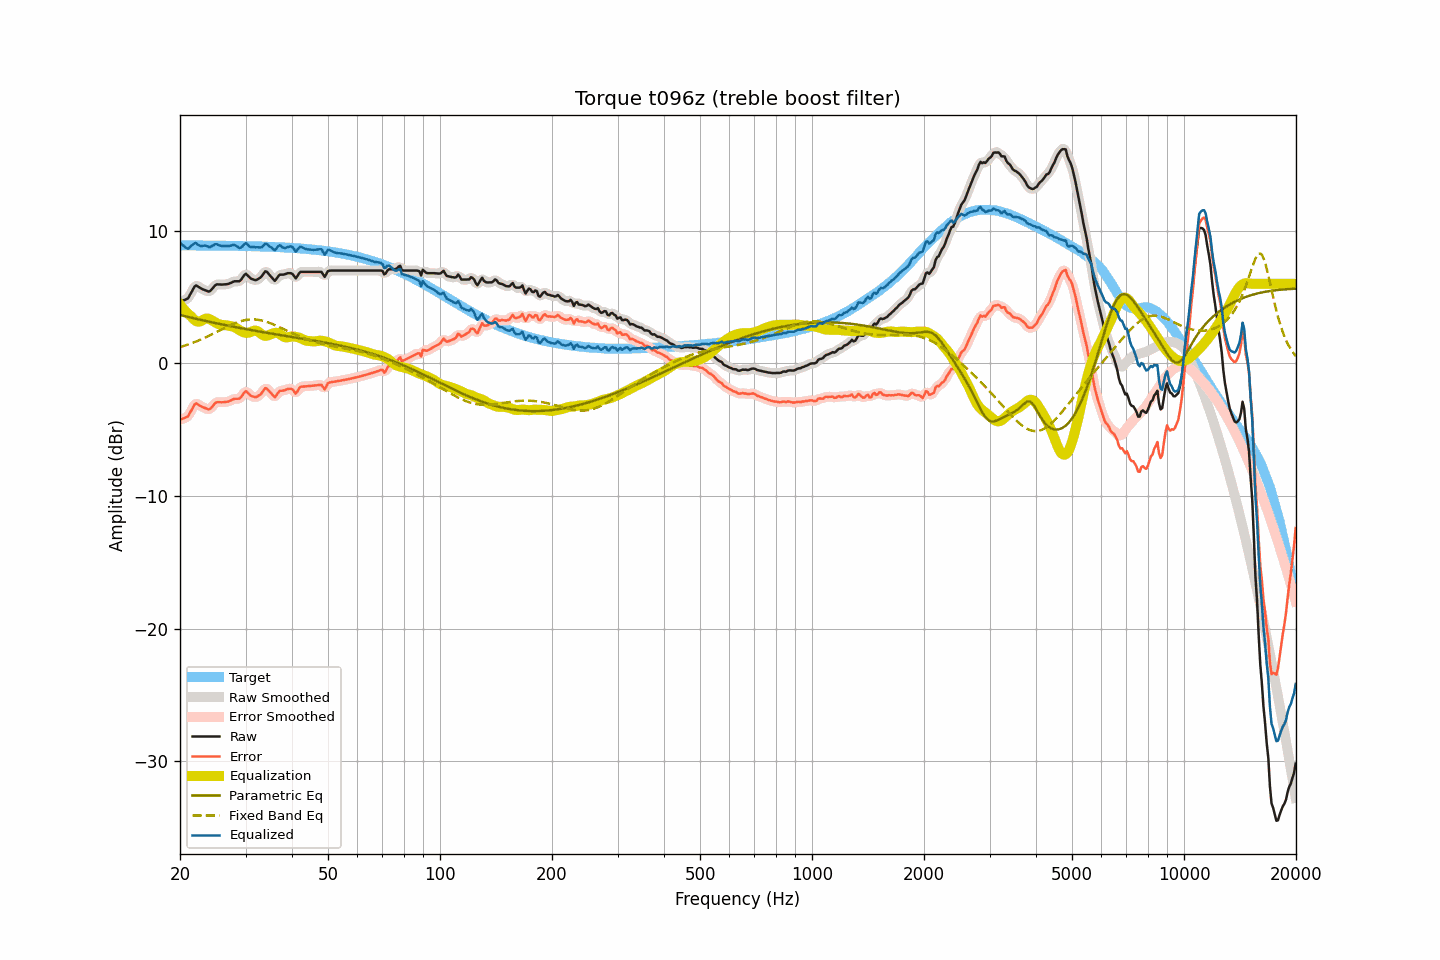 Torque t096z (treble boost filter)
10
0
−10
−20
−30
Amplitude (dBr)
Target
Raw Smoothed
Error Smoothed
Raw
Error
Equalization
Parametric Eq
Fixed Band Eq
Equalized
20 50 100 200 500 1000 2000 5000 10000 20000
Frequency (Hz)